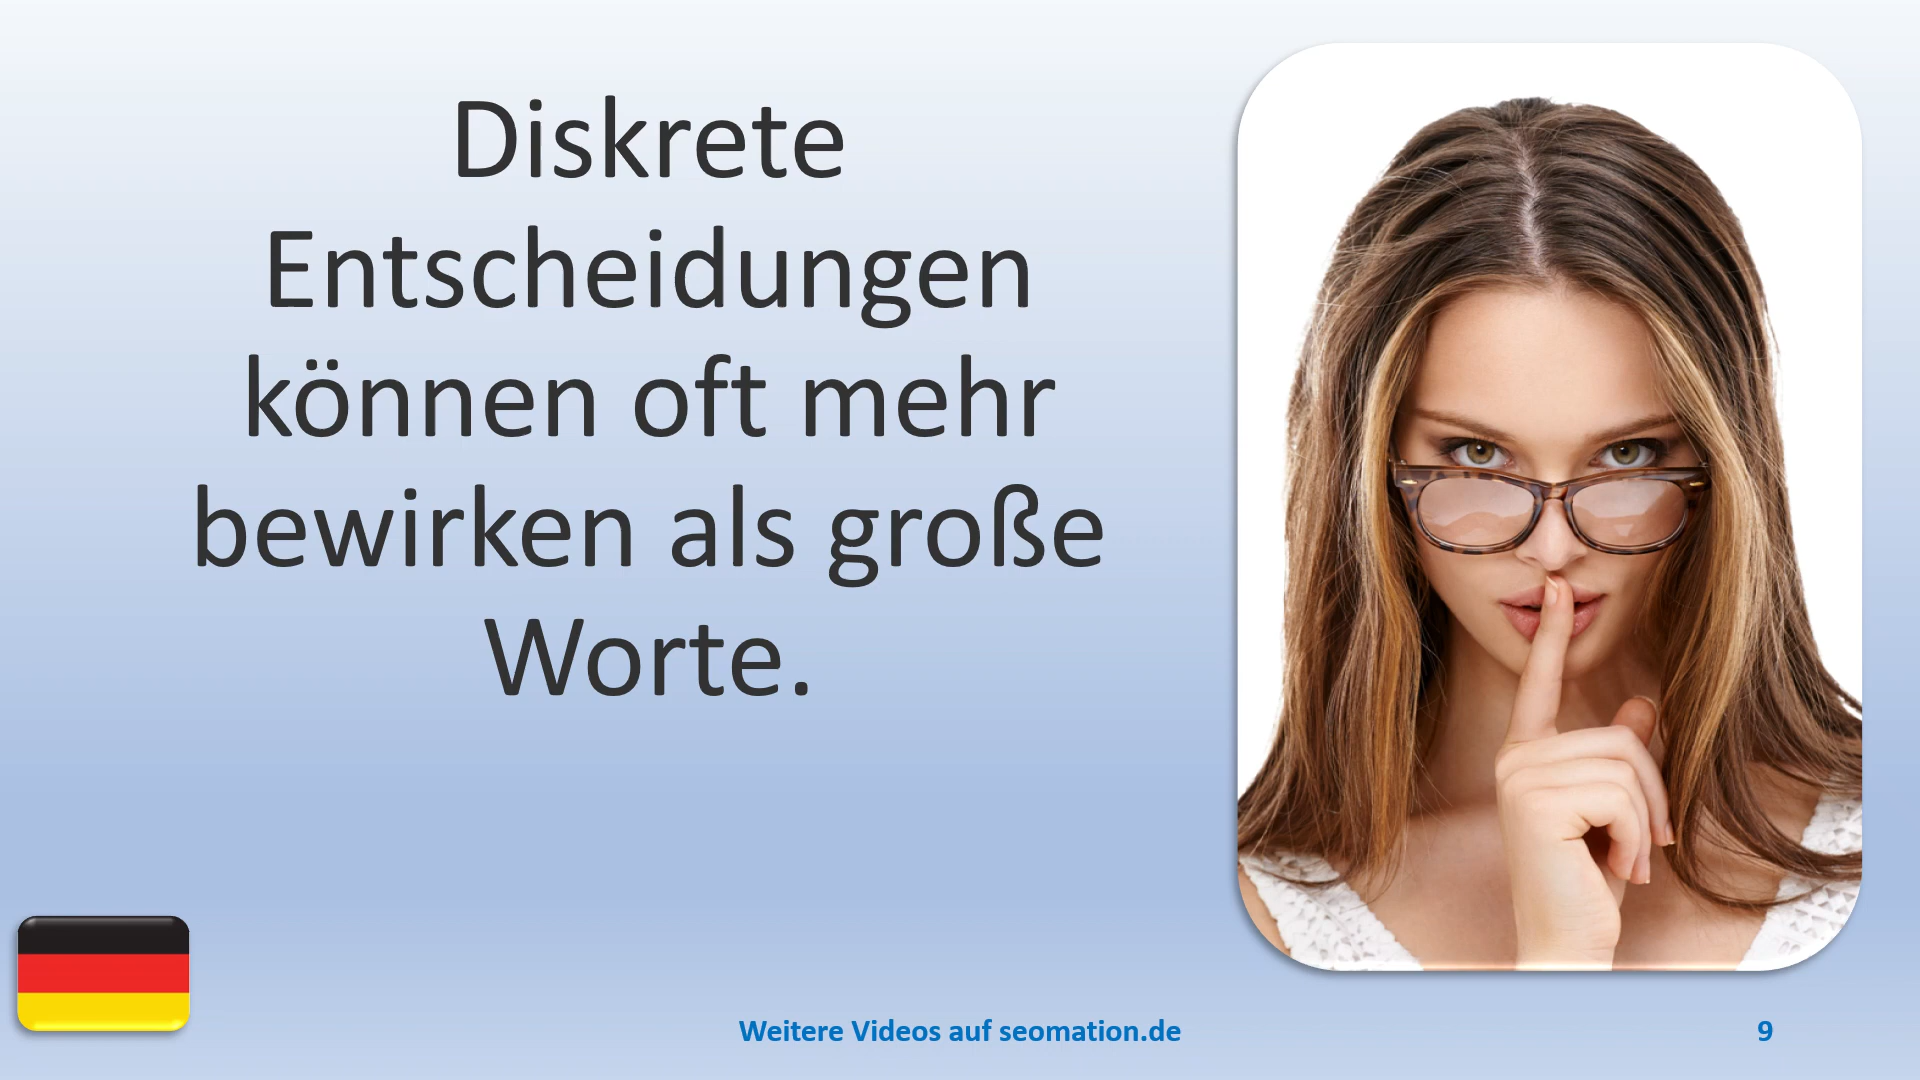 Diskrete
Entscheidungen
können oft mehr
bewirken als große
Worte.
Weitere Videos auf seomation.de
9